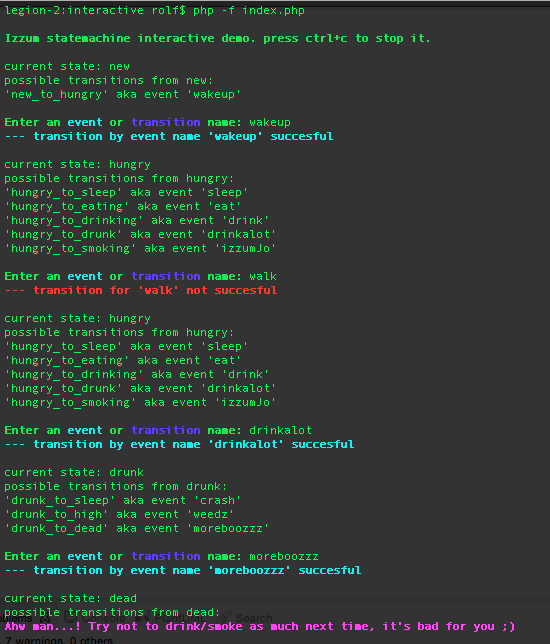 legion-2:interactive rolf$ php -f index.php
Izzum statemachine interactive demo. press ctrl+c to stop it.
current state: new
possible transitions from new:
'new_to_hungry' aka event 'wakeup'
Enter an event or transition name: wakeup
--- transition by event name 'wakeup' succesful
current state: hungry
possible transitions from hungry:
'hungry_to_sleep' aka event 'sleep'
'hungry_to_eating' aka event 'eat'
'hungry_to_drinking' aka event 'drink'
'hungry_to_drunk' aka event 'drinkalot'
'hungry_to_smoking' aka event 'izzumJo'
Enter an event or transition name: walk
--- transition for 'walk' not succesful
current state: hungry
possible transitions from hungry:
'hungry_to_sleep' aka event 'sleep'
'hungry_to_eating' aka event 'eat'
'hungry_to_drinking' aka event 'drink'
'hungry_to_drunk' aka event 'drinkalot'
'hungry_to_smoking' aka event 'izzumJo'
Enter an event or transition name: drinkalot
--- transition by event name 'drinkalot' succesful
current state: drunk
possible transitions from drunk:
'drunk_to_sleep' aka event 'crash'
'drunk_to_high' aka event 'weedz'
'drunk_to_dead' aka event 'moreboozzz'
Enter an event or transition name: moreboozzz
--- transition by event name 'moreboozzz' succesful
current state: dead
possible transitions from dead:
Search
Ahw man...! Try not to drink/smoke as much next time, it's bad for you ;)
7 warnings, 0 others